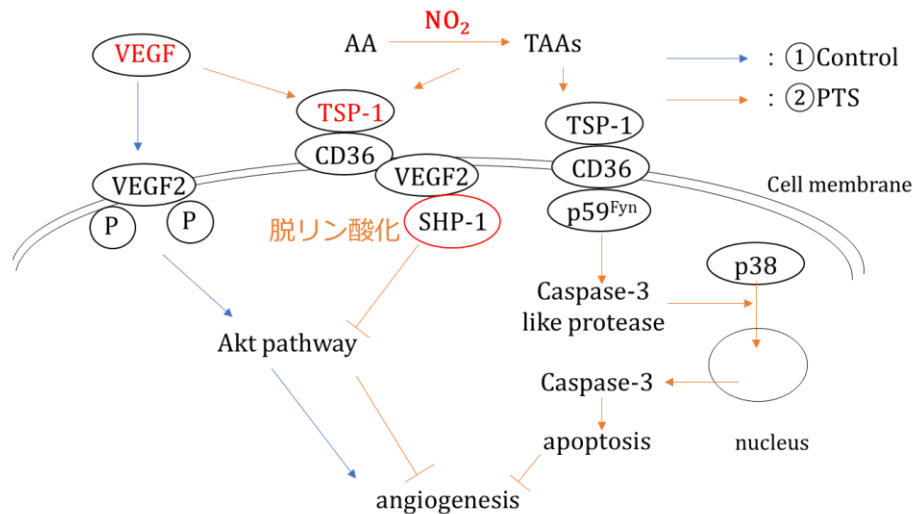 NO₂
VEGF
AA
TAAs
: ①Control
: ②PTS
TSP-1
TSP-1
CD36
CD36
VEGF2
VEGF2
Cell membrane
P
P
脱リン酸化
SHP-1
p59Fyn
p38
Caspase-3
like protease
Akt pathway
Caspase-3
apoptosis
nucleus
angiogenesis